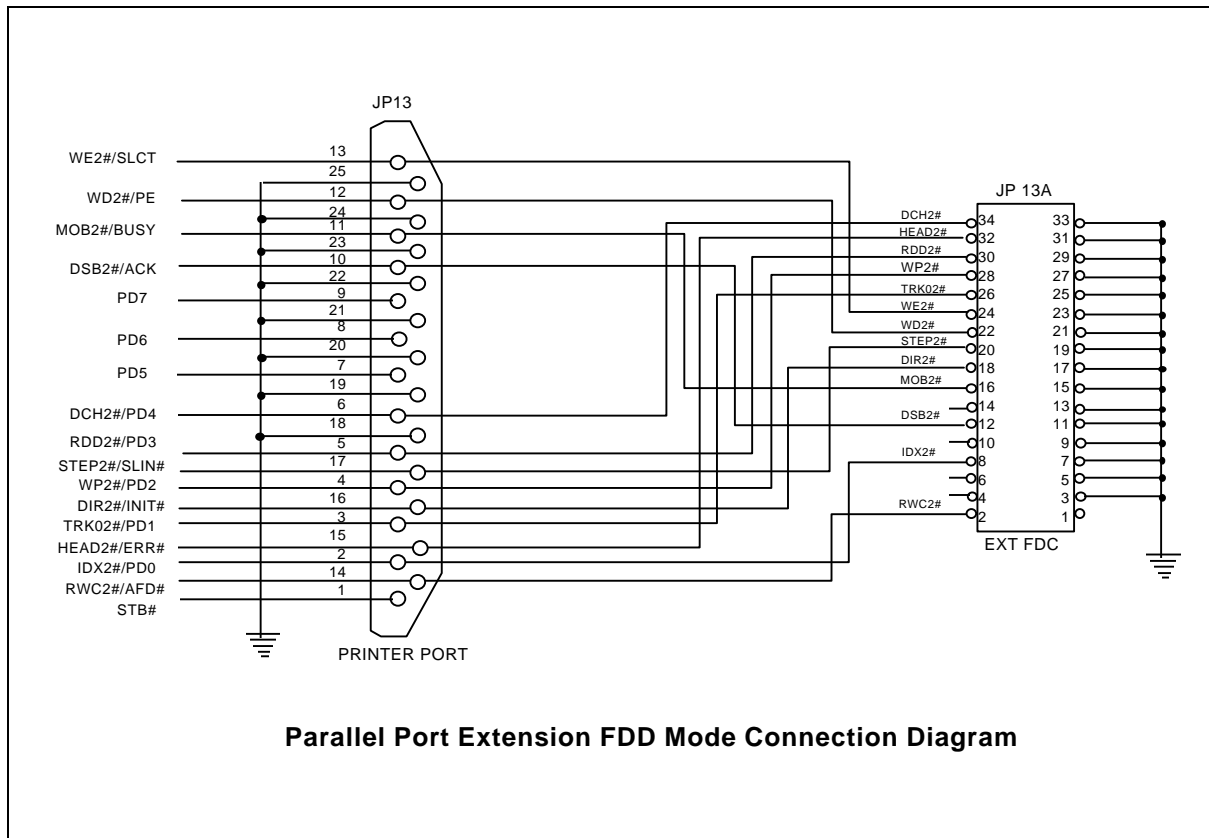 JP13
WE2#/SLCT
13
25
WD2#/PE
12
24
MOB2#/BUSY
11
23
DSB2#/ACK
10
22
PD7
9
21
PD6
8
20
PD5
7
19
DCH2#/PD4
6
18
RDD2#/PD3
5
STEP2#/SLIN#
17
WP2#/PD2
4
DIR2#/INIT#
16
TRK02#/PD1
3
HEAD2#/ERR#
15
IDX2#/PD0
2
RWC2#/AFD#
14
STB#
1
PRINTER PORT
JP 13A
DCH2# 34 33
HEAD2# 32 31
RDD2# 30 29
WP2# 28 27
TRK02# 26 25
WE2# 24 23
WD2# 22 21
STEP2# 20 19
DIR2# 18 17
MOB2# 16 15
14 13
DSB2# 12 11
10 9
IDX2# 8 7
6 5
4 3
RWC2# 2 1
EXT FDC
Parallel Port Extension FDD Mode Connection Diagram